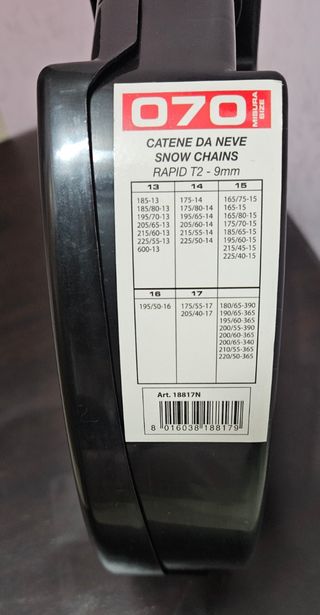 070
MISURA
SIZE
CATENE DA NEVE
SNOW CHAINS
RAPID T2 - 9mm
13 14 15
185-13 175-14 165/75-15
185/80-13 175/80-14 165-15
195/70-13 195/65-14 165/80-15
205/65-13 205/60-14 175/70-15
215/60-13 215/55-14 185/65-15
225/55-13 225/50-14 195/60-15
600-13 215/45-15
225/40-15
16 17
195/50-16 175/55-17 180/65-390
205/40-17 190/65-365
195/60-365
200/55-390
200/60-365
200/65-340
210/55-365
220/50-365
Art. 18817N
8 016038 188179